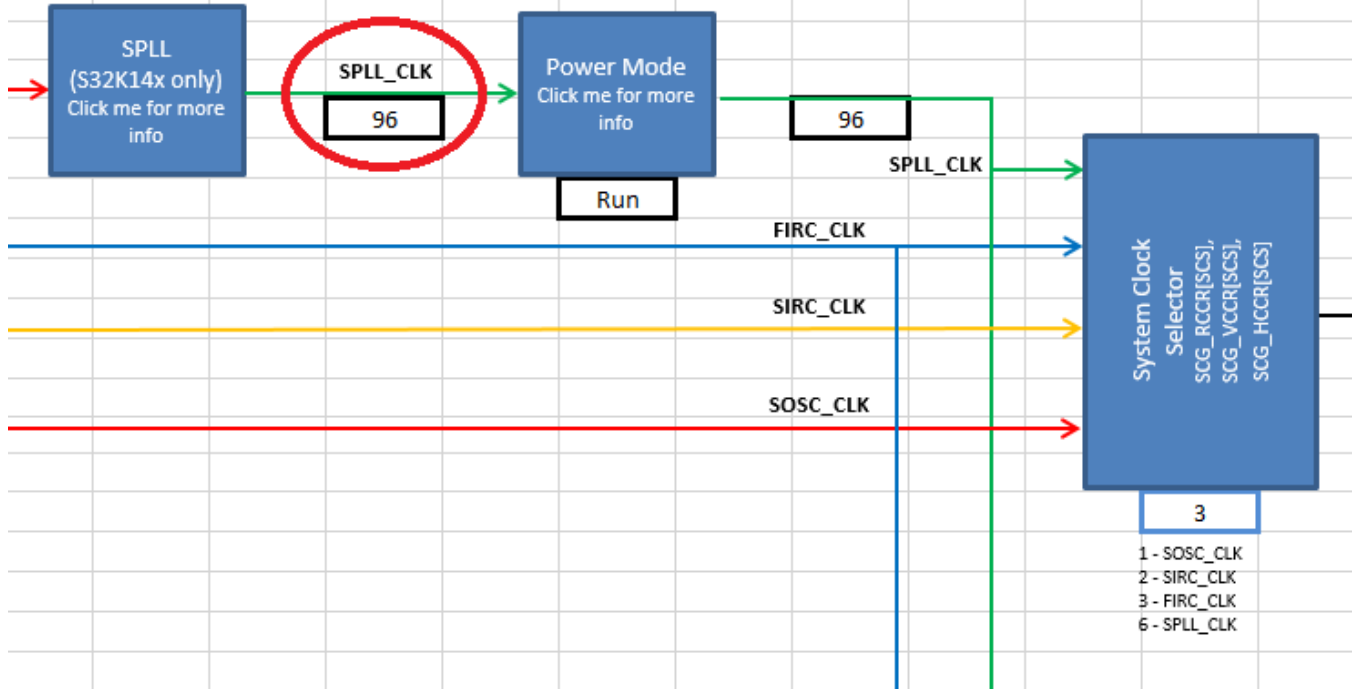 SPLL
(S32K14x only)
Click me for more
info
SPLL_CLK
96
Power Mode
Click me for more
info
Run
96
SPLL_CLK
FIRC_CLK
SIRC_CLK
SOSC_CLK
System Clock
Selector
SCG_RCCR[SCS],
SCG_VCCR[SCS],
SCG_HCCR[SCS]
3
1 - SOSC_CLK
2 - SIRC_CLK
3 - FIRC_CLK
6 - SPLL_CLK